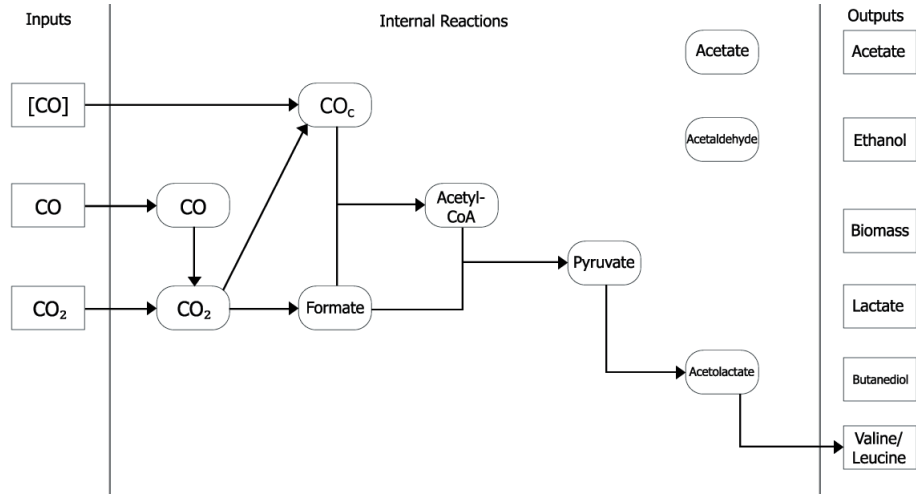 Inputs
Internal Reactions
Outputs
Acetate
Acetate
[CO]
CO_c
Acetaldehyde
Ethanol
CO
CO
Acetyl-
CoA
Biomass
Pyruvate
CO₂
CO₂
Formate
Lactate
Acetolactate
Butanediol
Valine/
Leucine